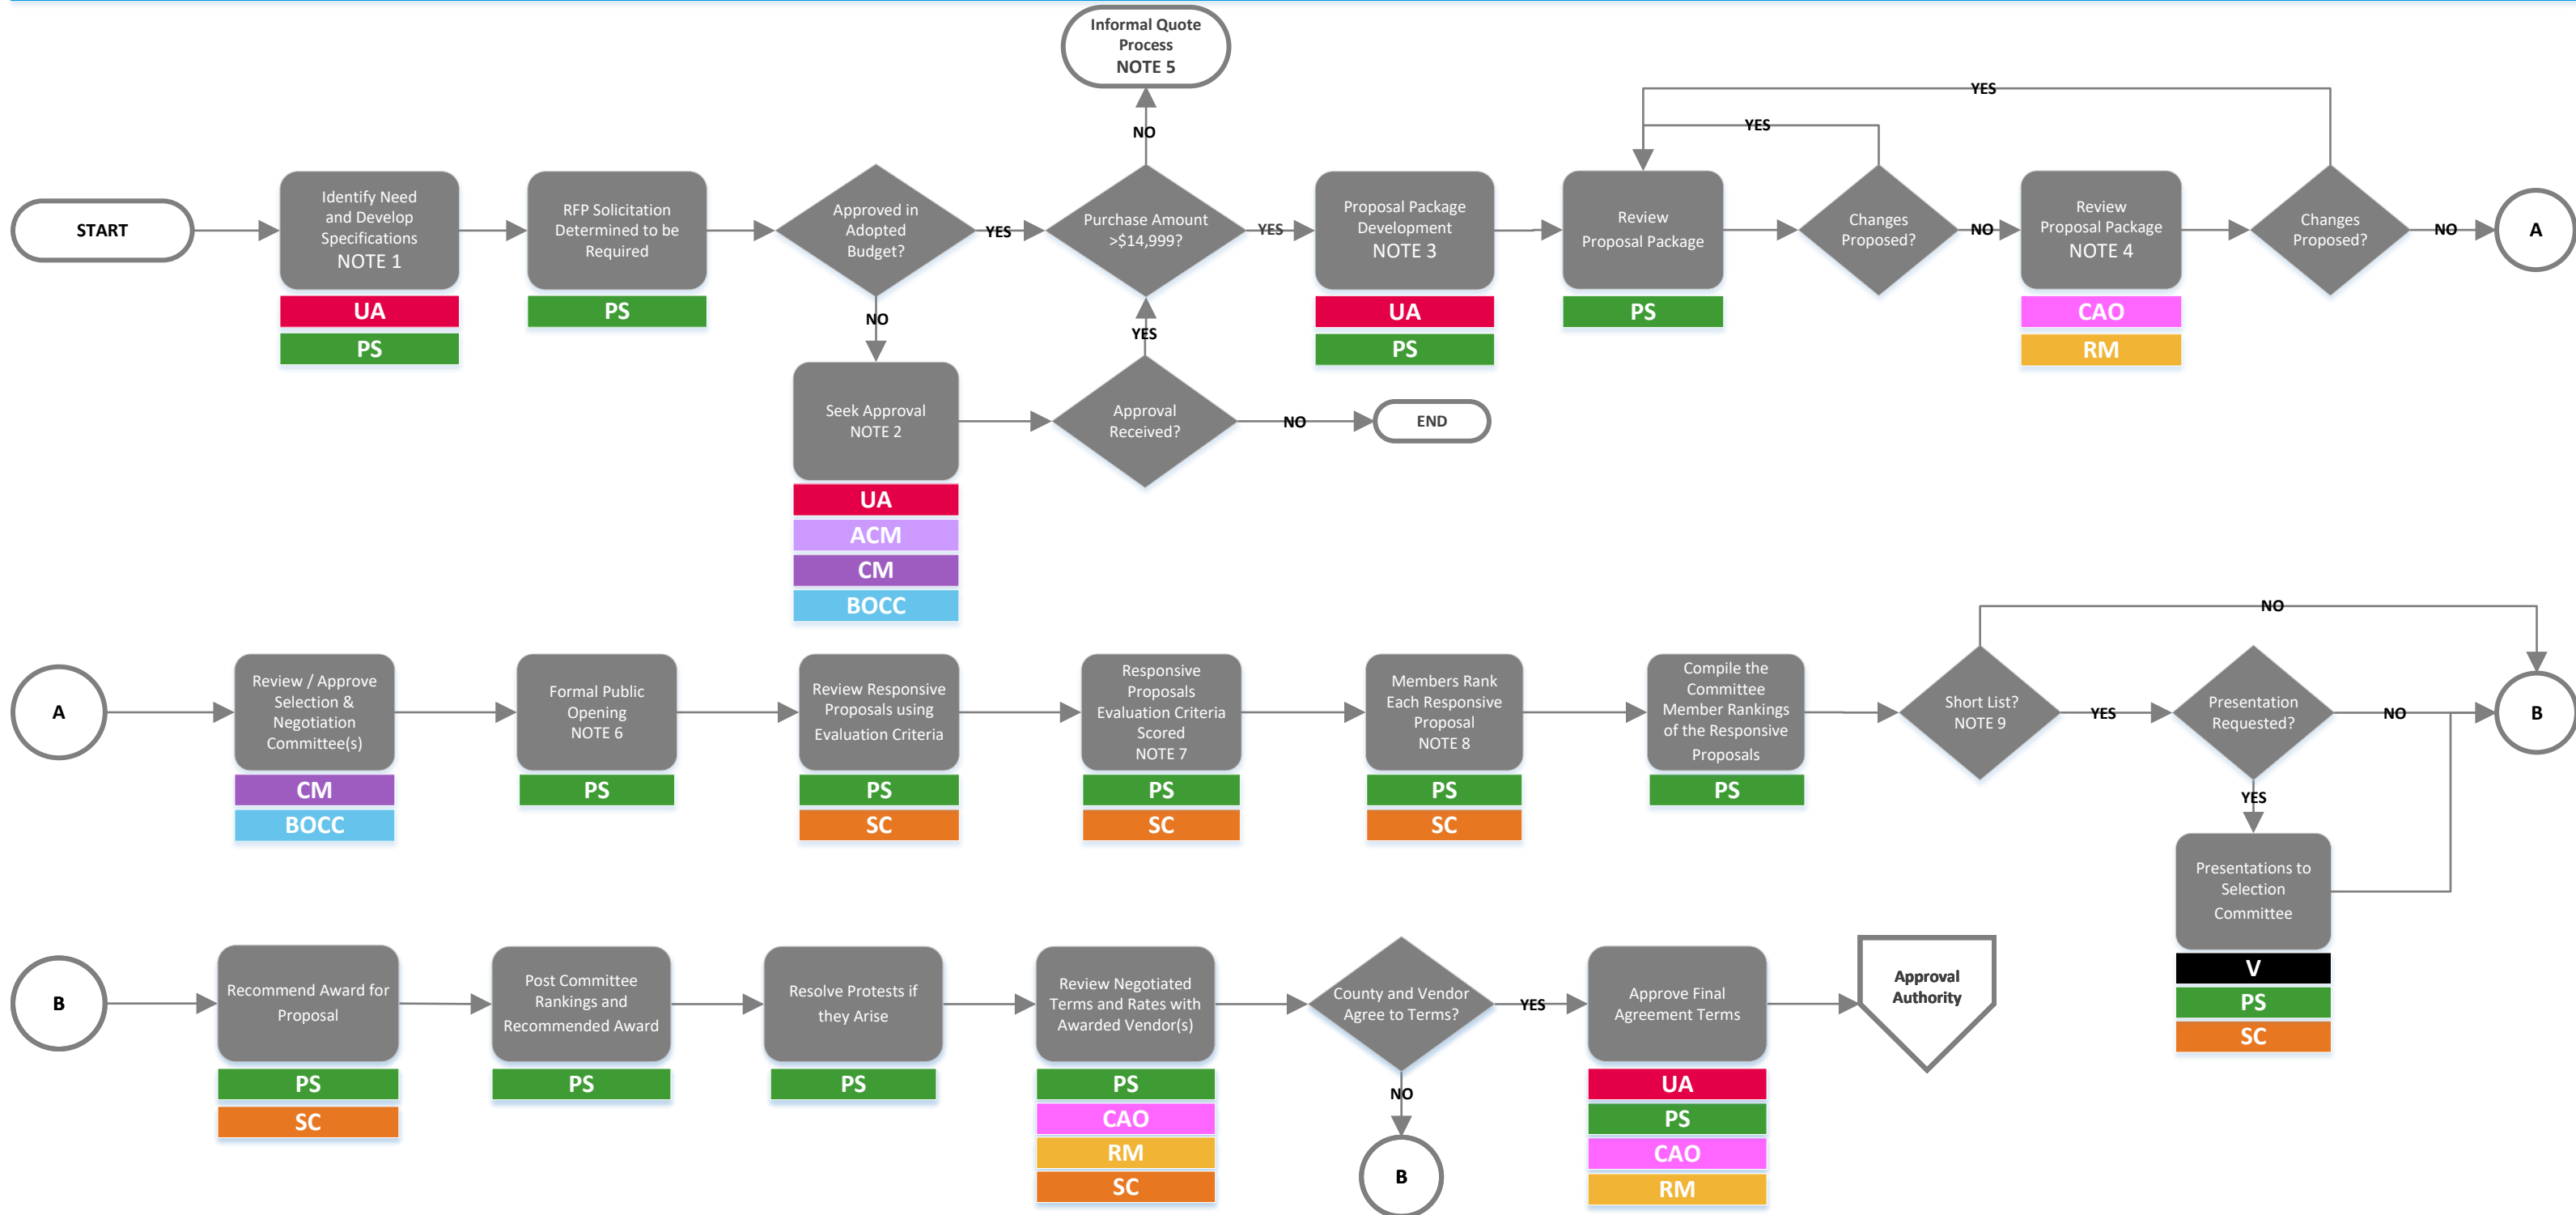 Informal Quote
Process
NOTE 5
NO
YES
YES
START
Identify Need
and Develop
Specifications
NOTE 1
UA
PS
RFP Solicitation
Determined to be
Required
PS
Approved in
Adopted
Budget?
YES
Purchase Amount
>$14,999?
YES
Proposal Package
Development
NOTE 3
UA
PS
Review
Proposal Package
PS
Changes
Proposed?
NO
Review
Proposal Package
NOTE 4
CAO
RM
Changes
Proposed?
NO
A
NO
YES
Seek Approval
NOTE 2
UA
ACM
CM
BOCC
Approval
Received?
NO
END
NO
A
Review / Approve
Selection &
Negotiation
Committee(s)
CM
BOCC
Formal Public
Opening
NOTE 6
PS
Review Responsive
Proposals using
Evaluation Criteria
PS
SC
Responsive
Proposals
Evaluation Criteria
Scored
NOTE 7
PS
SC
Members Rank
Each Responsive
Proposal
NOTE 8
PS
SC
Compile the
Committee
Member Rankings
of the Responsive
Proposals
PS
Short List?
NOTE 9
YES
Presentation
Requested?
NO
B
YES
Presentations to
Selection
Committee
V
PS
SC
B
Recommend Award for
Proposal
PS
SC
Post Committee
Rankings and
Recommended Award
PS
Resolve Protests if
they Arise
PS
Review Negotiated
Terms and Rates with
Awarded Vendor(s)
PS
CAO
RM
SC
County and Vendor
Agree to Terms?
YES
NO
B
Approve Final
Agreement Terms
UA
PS
CAO
RM
Approval
Authority